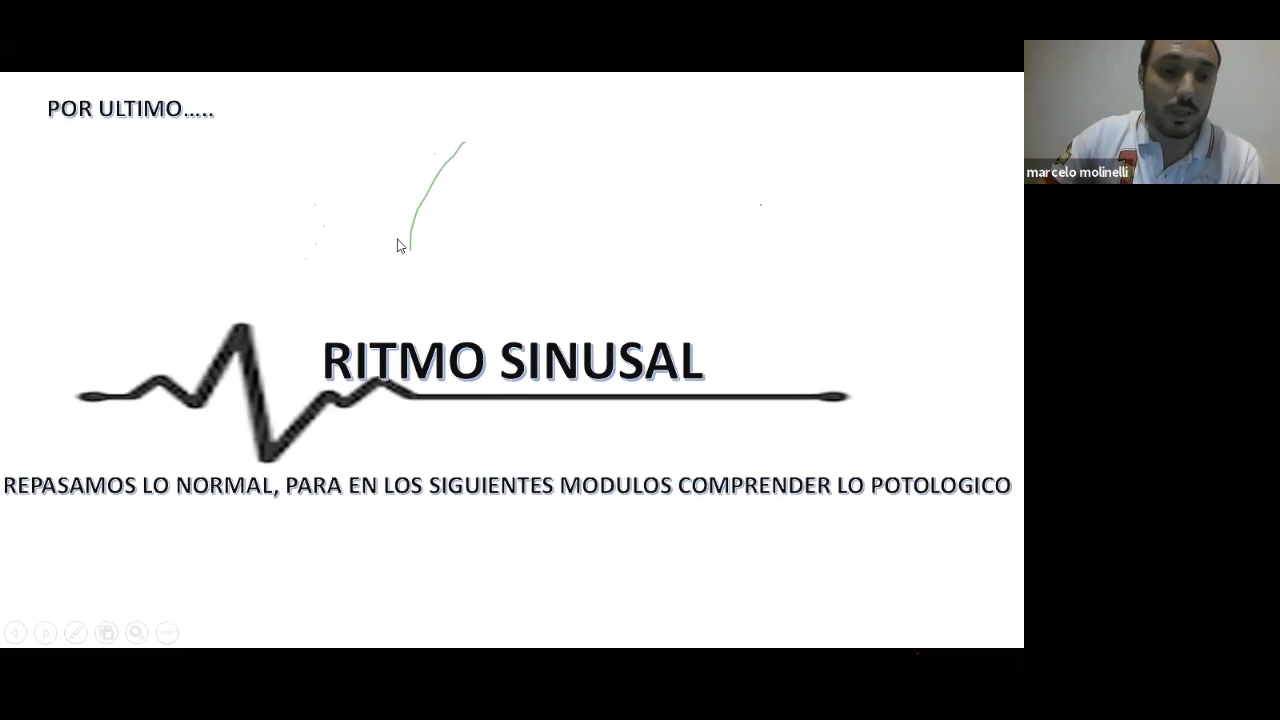 POR ULTIMO…..
marcelo molinelli
RITMO SINUSAL
REPASAMOS LO NORMAL, PARA EN LOS SIGUIENTES MODULOS COMPRENDER LO POTOLOGICO